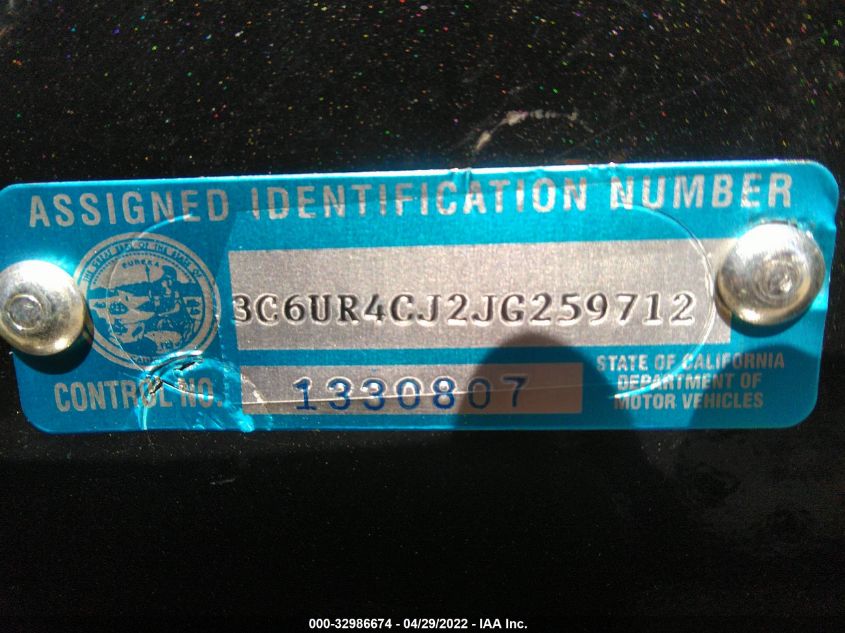 ASSIGNED IDENTIFICATION NUMBER
EUREKA
3C6UR4CJ2JG259712
CONTROL NO. 1330807
STATE OF CALIFORNIA
DEPARTMENT OF
MOTOR VEHICLES
000-32986674 - 04/29/2022 - IAA Inc.